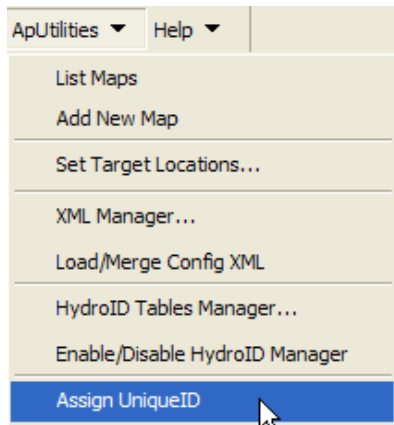 ApUtilities Help
List Maps
Add New Map
Set Target Locations...
XML Manager...
Load/Merge Config XML
HydroID Tables Manager...
Enable/Disable HydroID Manager
Assign UniqueID